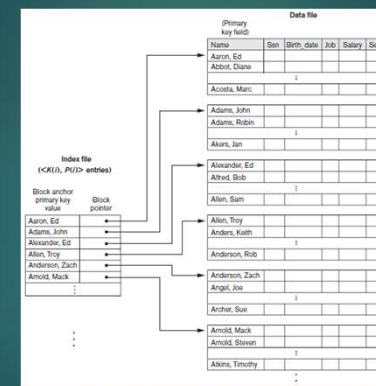 Data file
(Primary
key field)
Name Ssn Birth_date Job Salary Se
Aaron, Ed
Abbot, Diane
⋮
Acosta, Marc
Adams, John
Adams, Robin
⋮
Akers, Jan
Alexander, Ed
Alfred, Bob
⋮
Allen, Sam
Allen, Troy
Anders, Keith
⋮
Anderson, Rob
Anderson, Zach
Angel, Joe
⋮
Archer, Sue
Arnold, Mack
Arnold, Steven
⋮
Atkins, Timothy
⋮
Index file
(<K(i), P(i)> entries)
Block anchor
primary key
value
Block
pointer
Aaron, Ed
Adams, John
Alexander, Ed
Allen, Troy
Anderson, Zach
Arnold, Mack
⋮
⋮